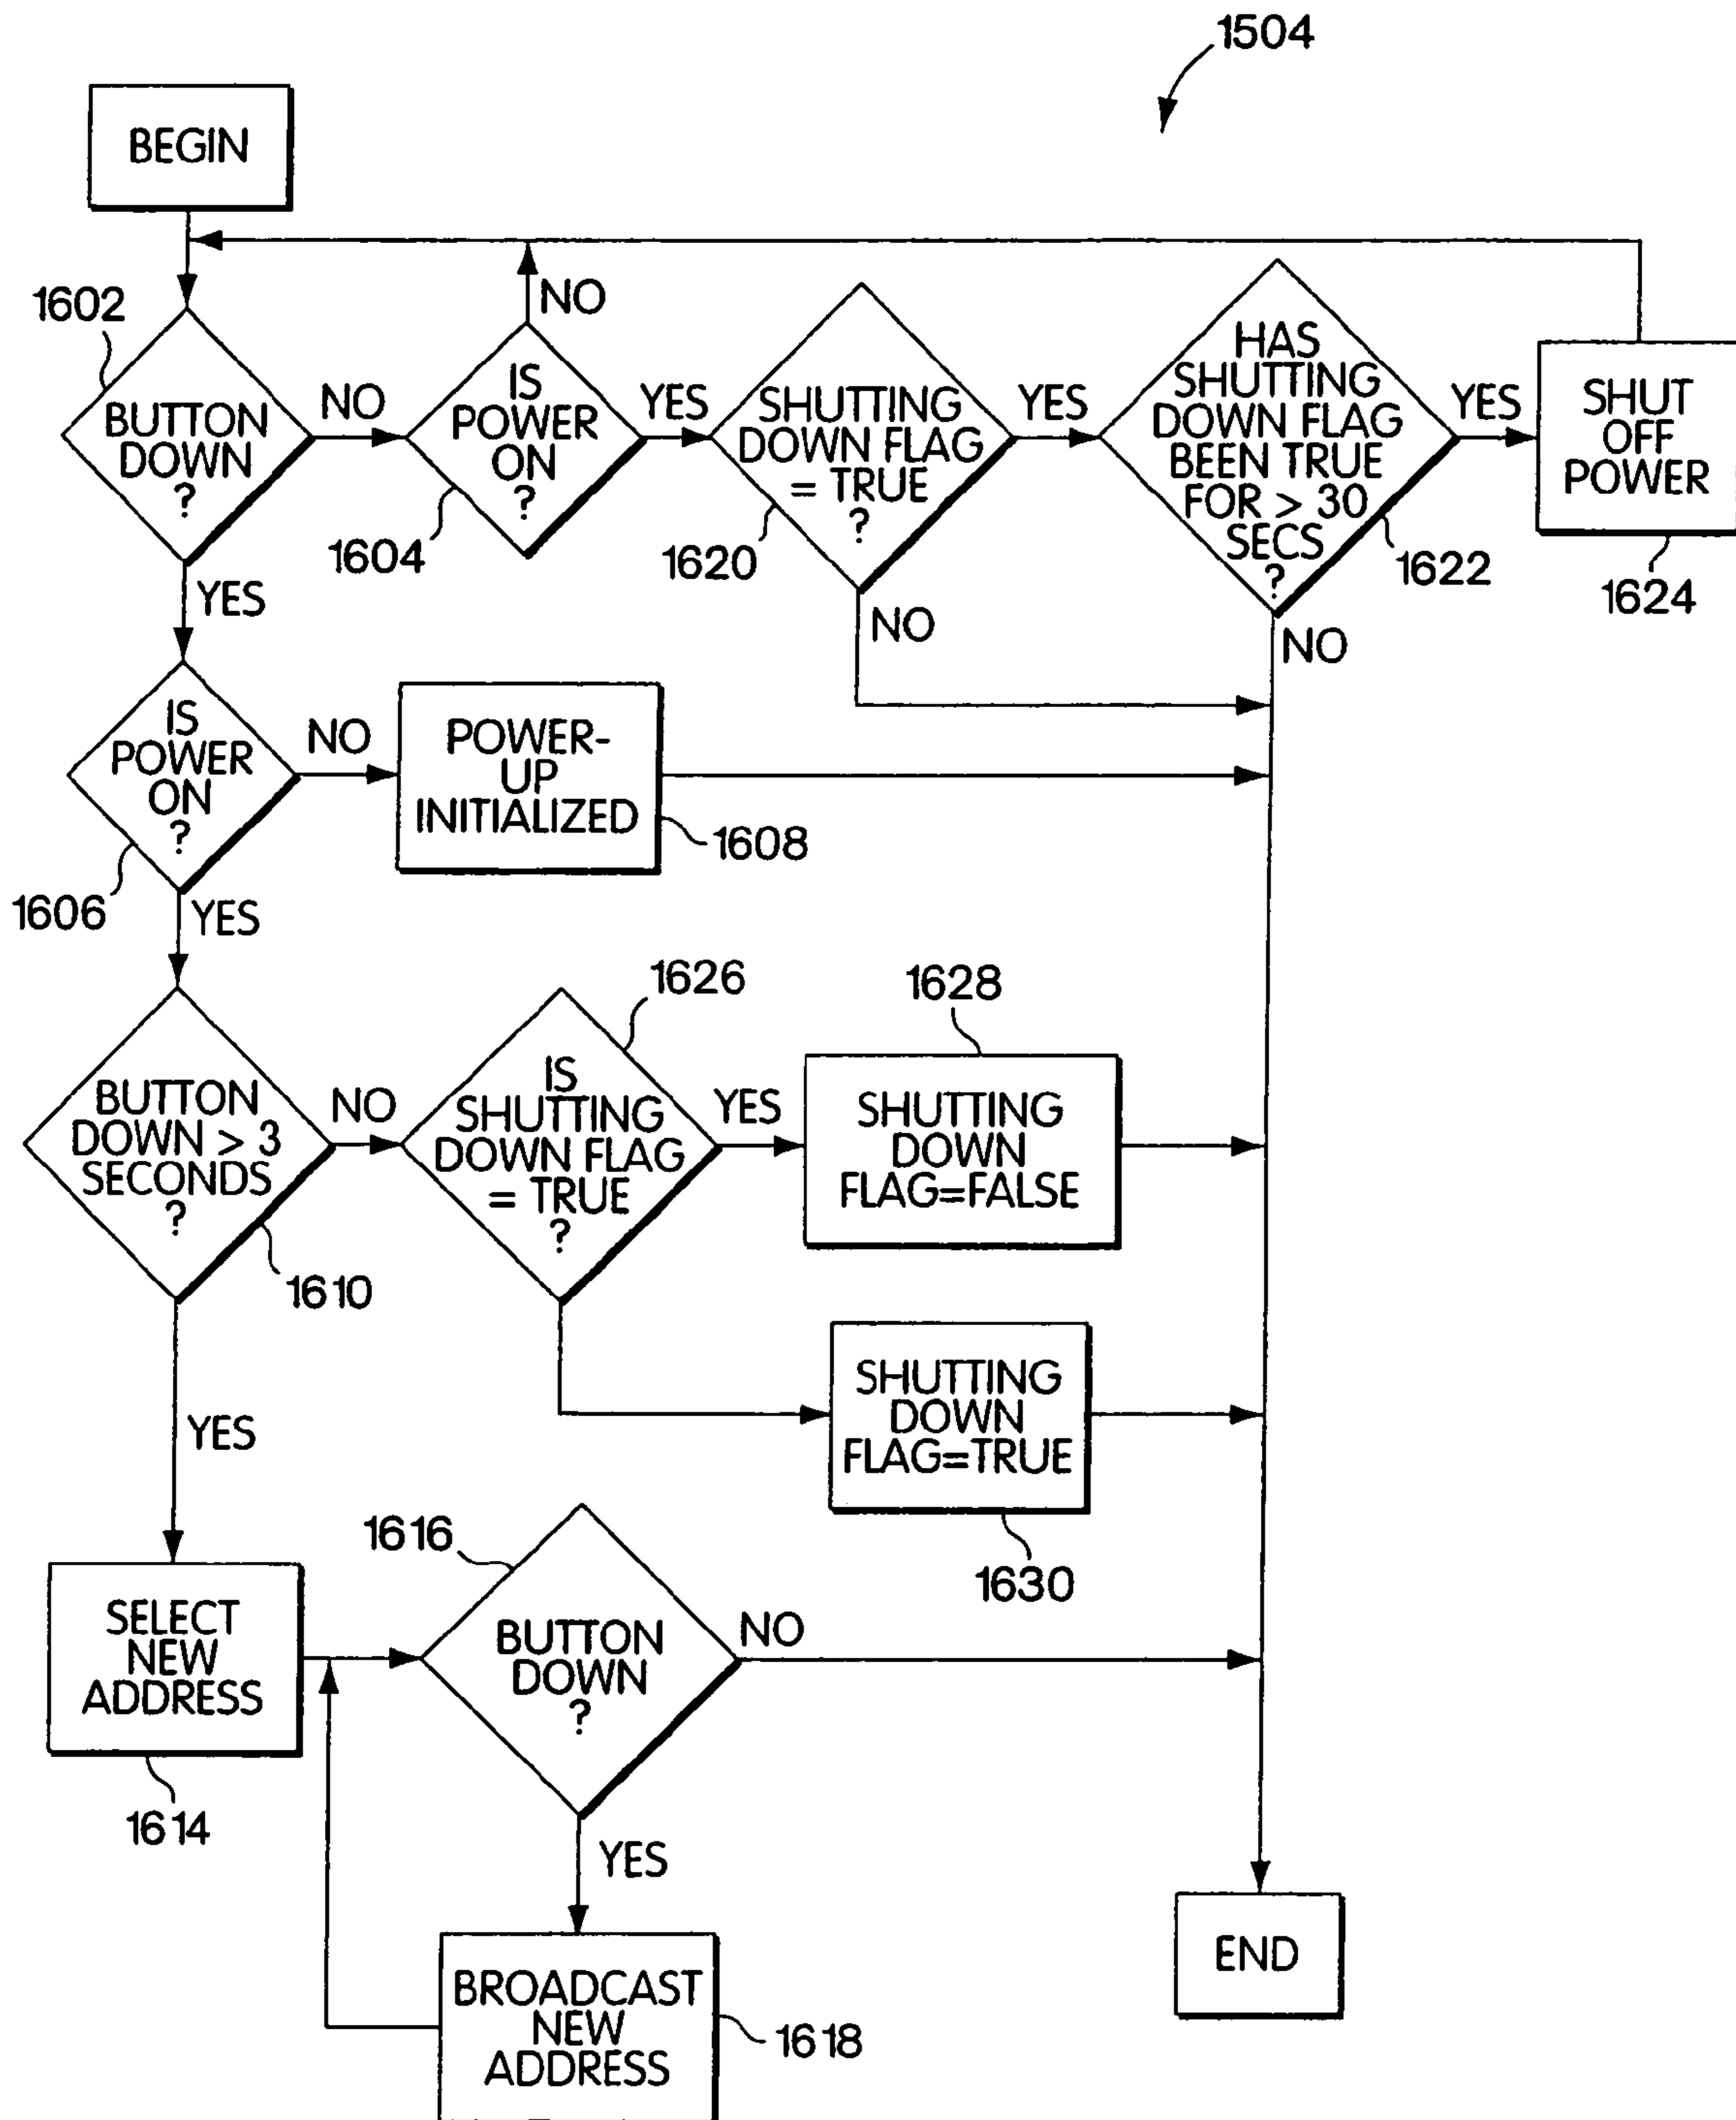 1504
BEGIN
NO
1602
BUTTON
DOWN
?
NO
IS
POWER
ON
?
1604
YES
SHUTTING
DOWN FLAG
= TRUE
?
1620
YES
HAS
SHUTTING
DOWN FLAG
BEEN TRUE
FOR > 30
SECS
?
1622
YES
SHUT
OFF
POWER
1624
YES
NO
NO
IS
POWER
ON
?
1606
NO
POWER-
UP
INITIALIZED
1608
YES
BUTTON
DOWN > 3
SECONDS
?
1610
NO
1626
IS
SHUTTING
DOWN FLAG
= TRUE
?
YES
1628
SHUTTING
DOWN
FLAG=FALSE
SHUTTING
DOWN
FLAG=TRUE
1630
YES
SELECT
NEW
ADDRESS
1614
1616
BUTTON
DOWN
?
NO
YES
BROADCAST
NEW
ADDRESS
1618
END